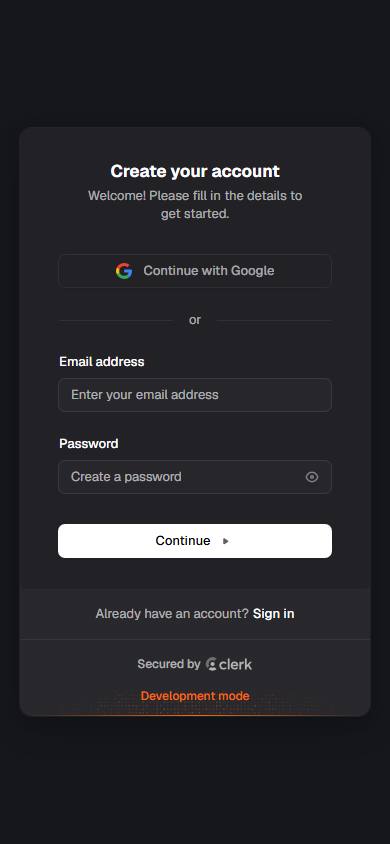 Create your account
Welcome! Please fill in the details to
get started.
Continue with Google
or
Email address
Enter your email address
Password
Create a password
Continue
Already have an account? Sign in
Secured by clerk
Development mode